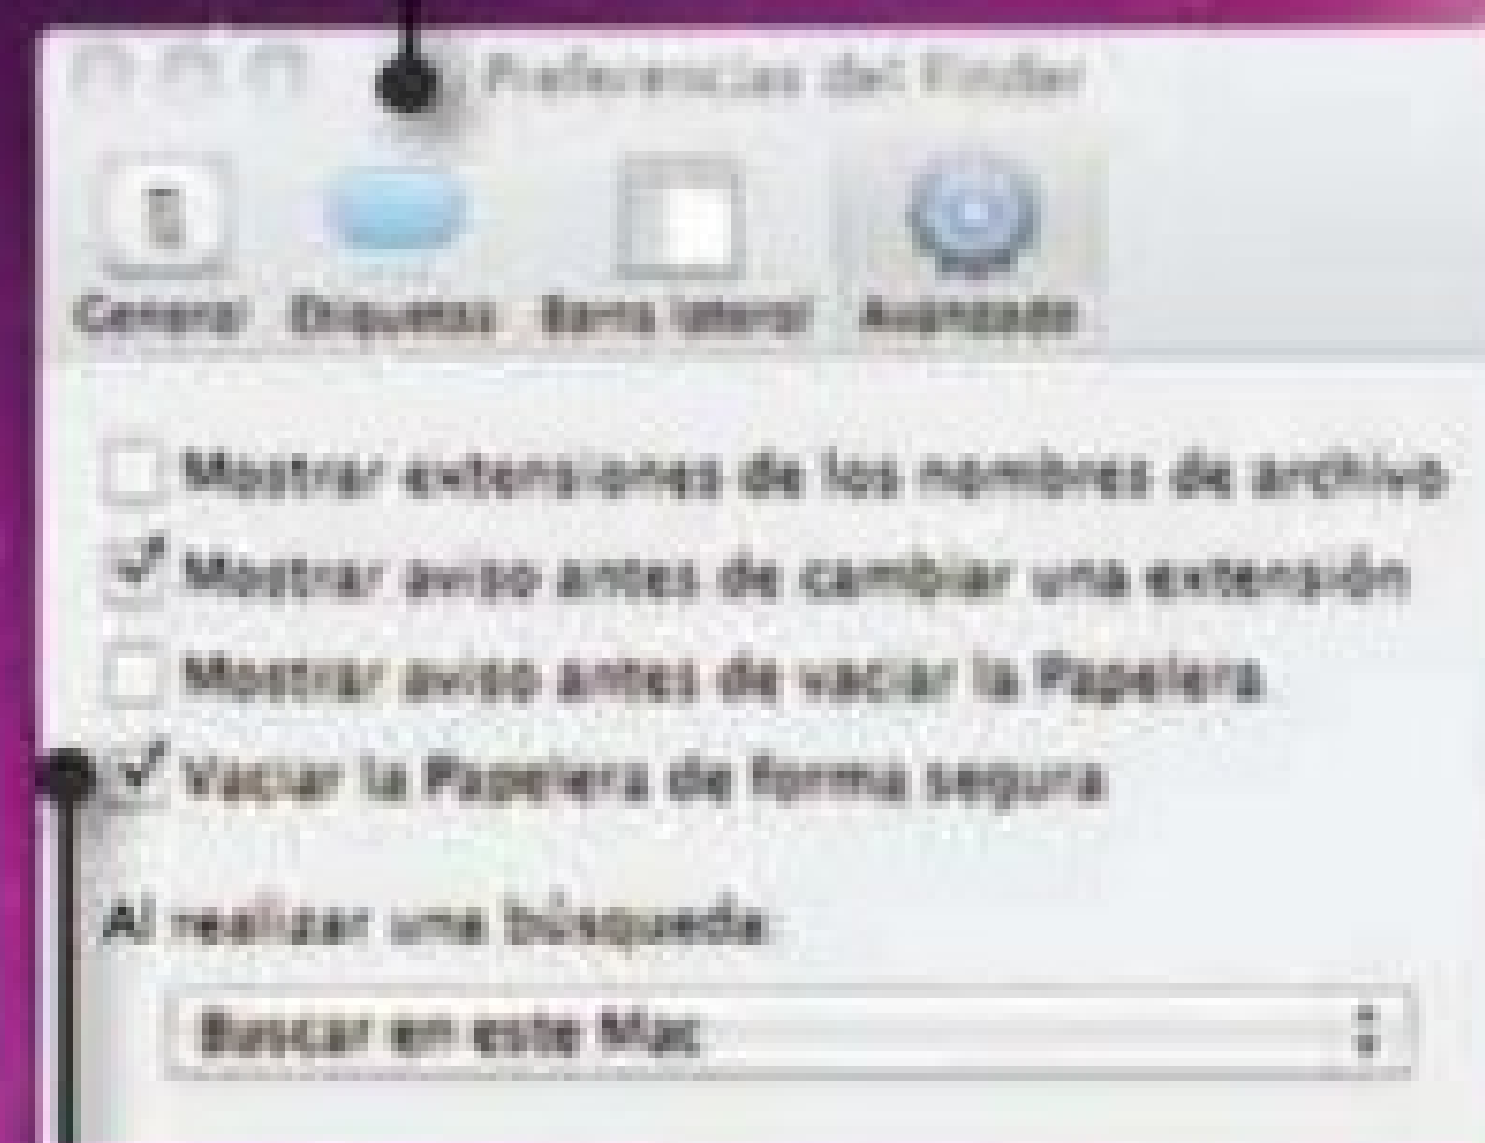 Preferencias del Finder
General Etiquetas Barra lateral Avanzado
Mostrar extensiones de los nombres de archivo
Mostrar aviso antes de cambiar una extensión
Mostrar aviso antes de vaciar la Papelera
Vaciar la Papelera de forma segura
Al realizar una búsqueda:
Buscar en este Mac